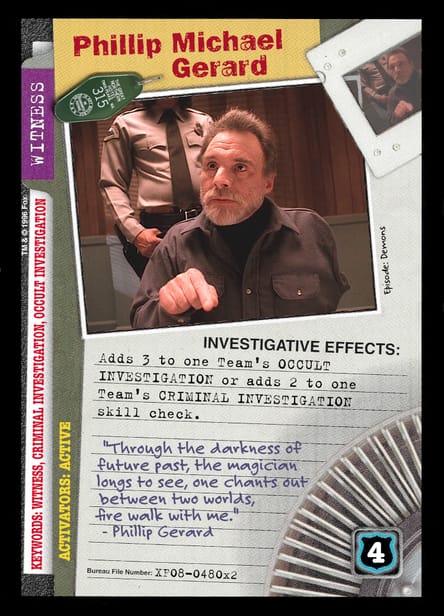 Phillip Michael
Gerard
315
WITNESS
TM & © 1996 Fox
KEYWORDS: WITNESS, CRIMINAL INVESTIGATION, OCCULT INVESTIGATION
ACTIVATORS: ACTIVE
Episode: Demons
INVESTIGATIVE EFFECTS:
Adds 3 to one Team's OCCULT
INVESTIGATION or adds 2 to one
Team's CRIMINAL INVESTIGATION
skill check.
"Through the darkness of
future past, the magician
longs to see, one chants out
between two worlds,
fire walk with me."
- Phillip Gerard
4
Bureau File Number: XF08-0480x2